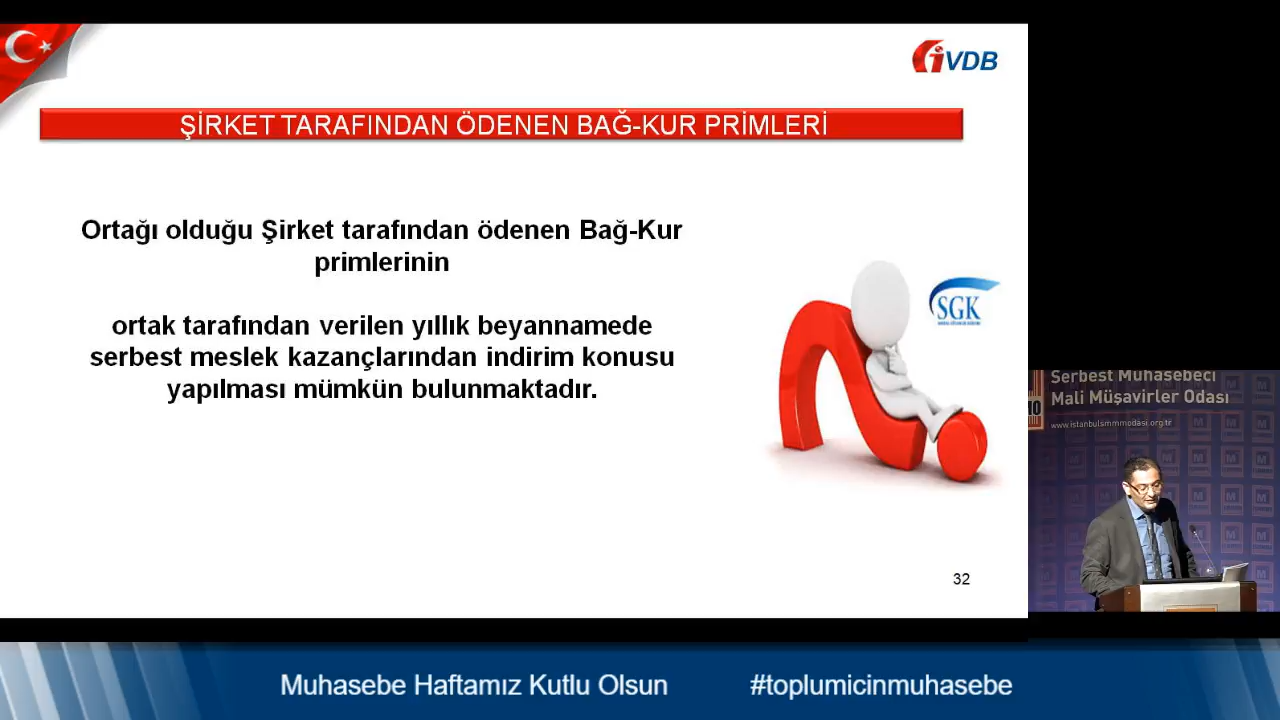 iVDB
ŞİRKET TARAFINDAN ÖDENEN BAĞ-KUR PRİMLERİ
Ortağı olduğu Şirket tarafından ödenen Bağ-Kur
primlerinin
ortak tarafından verilen yıllık beyannamede
serbest meslek kazançlarından indirim konusu
yapılması mümkün bulunmaktadır.
SGK
32
Serbest Muhasebeci
Mali Müşavirler Odası
www.istanbulsmmmodasi.org.tr
Muhasebe Haftamız Kutlu Olsun
#toplumicinmuhasebe